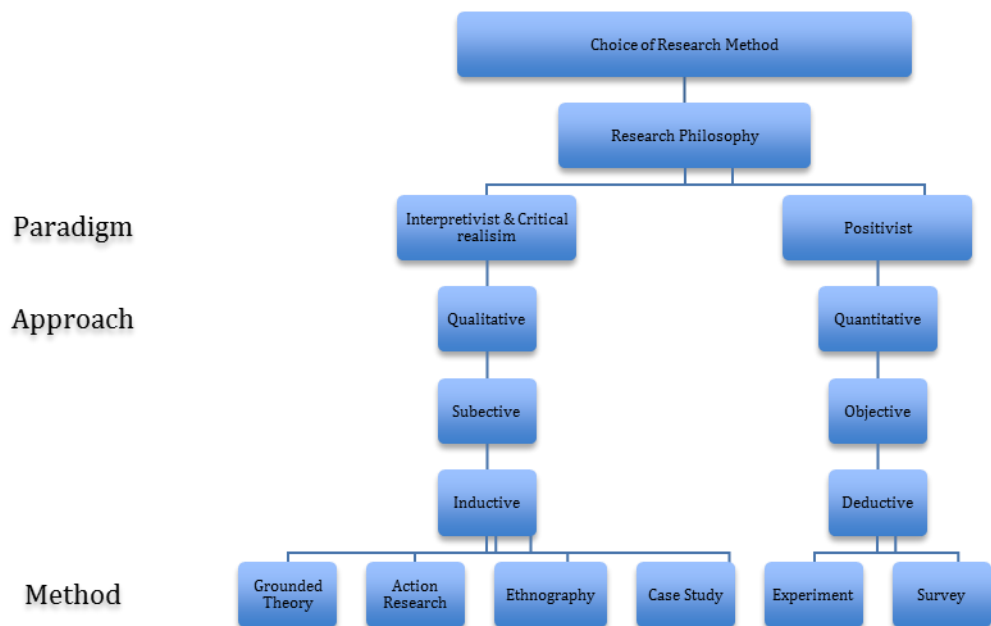 Choice of Research Method
Research Philosophy
Paradigm
Interpretivist & Critical
realisim
Positivist
Approach
Qualitative
Quantitative
Subective
Objective
Inductive
Deductive
Method
Grounded
Theory
Action
Research
Ethnography
Case Study
Experiment
Survey